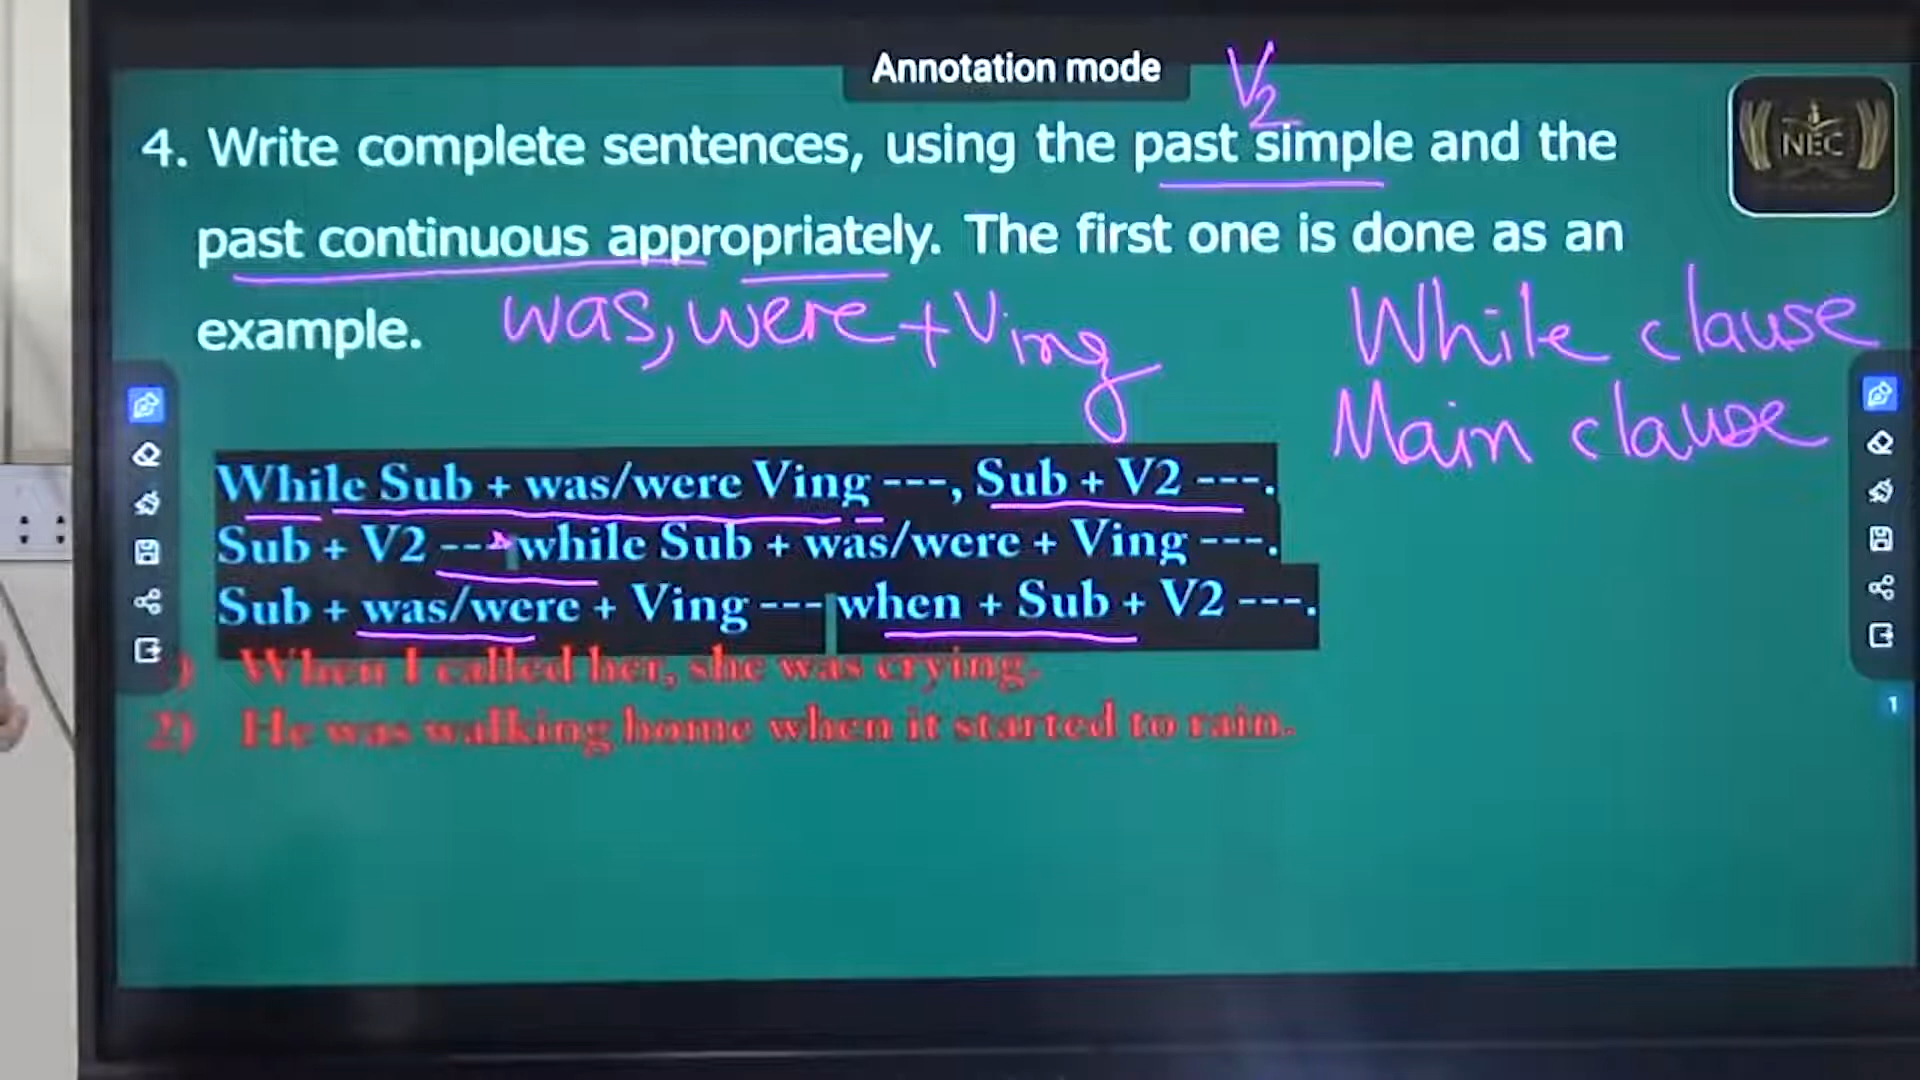 Annotation mode
V2
4. Write complete sentences, using the past simple and the
NEC
past continuous appropriately. The first one is done as an
example.
was, were + Ving
While clause
Main clause
While Sub + was/were Ving ---, Sub + V2 ---.
Sub + V2 --- while Sub + was/were + Ving ---.
Sub + was/were + Ving --- when + Sub + V2 ---.
) When I called her, she was crying.
2) He was walking home when it started to rain.
1